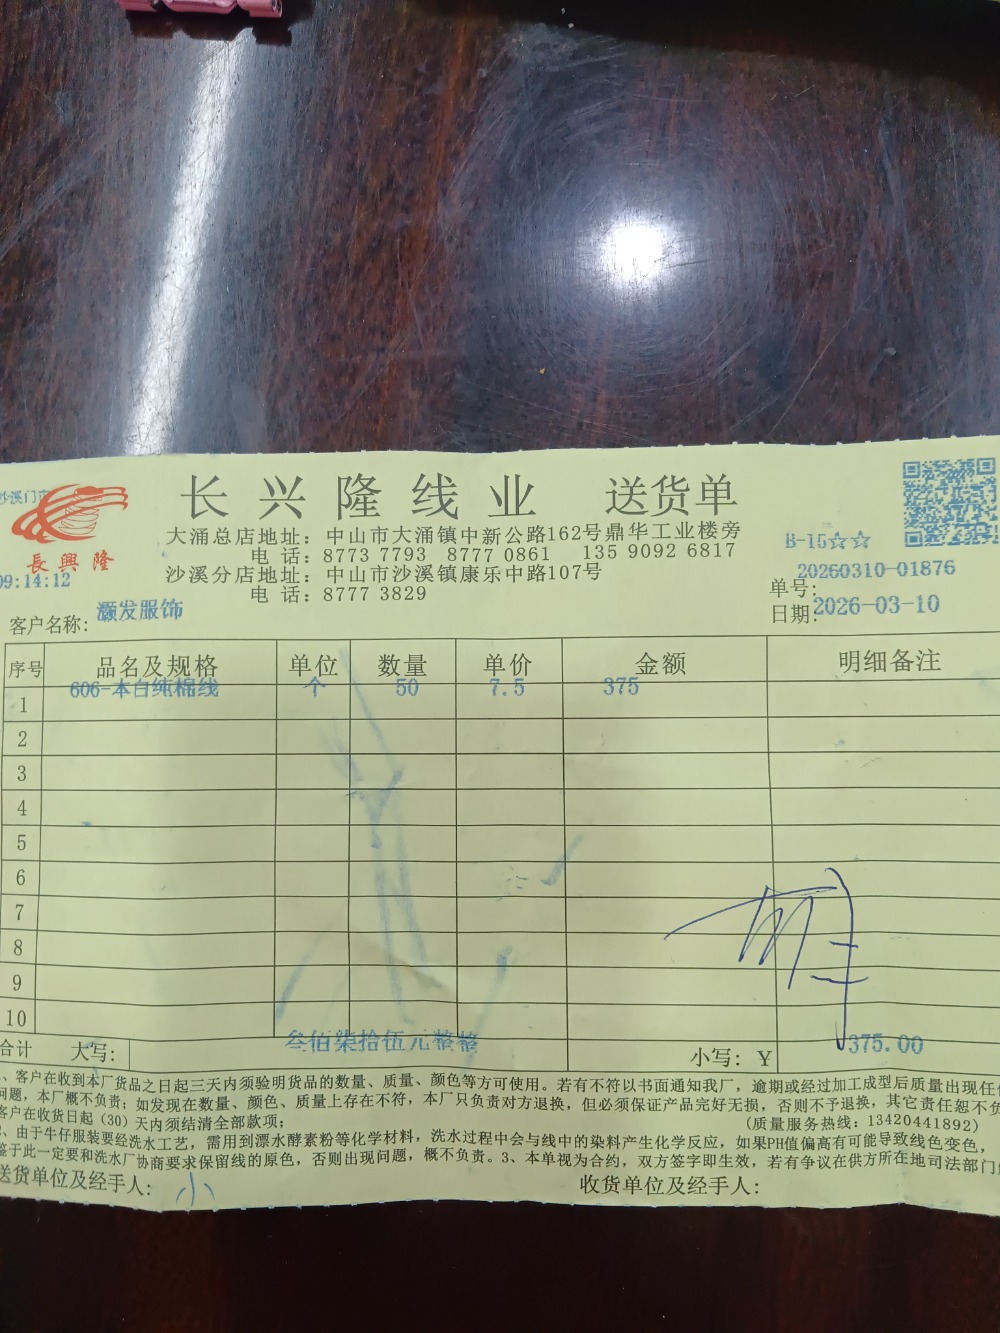 长兴隆线业 送货单
沙溪门市
長興隆
09:14:12
大涌总店地址：中山市大涌镇中新公路162号鼎华工业楼旁
电 话：8773 7793 8777 0861 135 9092 6817
沙溪分店地址：中山市沙溪镇康乐中路107号
电 话：8777 3829
B-15☆☆
单号：20260310-01876
日期：2026-03-10
客户名称：灏发服饰
序号 品名及规格 单位 数量 单价 金额 明细备注
1 606-本白纯棉线 个 50 7.5 375
2
3
4
5
6
7
8
9
10
合计 大写：叁佰柒拾伍元整整 小写：Y 375.00
、客户在收到本厂货品之日起三天内须验明货品的数量、质量、颜色等方可使用。若有不符以书面通知我厂，逾期或经过加工成型后质量出现任
问题，本厂概不负责；如发现在数量、颜色、质量上存在不符，本厂只负责对方退换，但必须保证产品完好无损，否则不予退换，其它责任恕不负
客户在收货日起（30）天内须结清全部款项； （质量服务热线：13420441892）
、由于牛仔服装要经洗水工艺，需用到漂水酵素粉等化学材料，洗水过程中会与线中的染料产生化学反应，如果PH值偏高有可能导致线色变色，
鉴于此一定要和洗水厂协商要求保留线的原色，否则出现问题，概不负责。3、本单视为合约，双方签字即生效，若有争议在供方所在地司法部门
送货单位及经手人：小 收货单位及经手人：